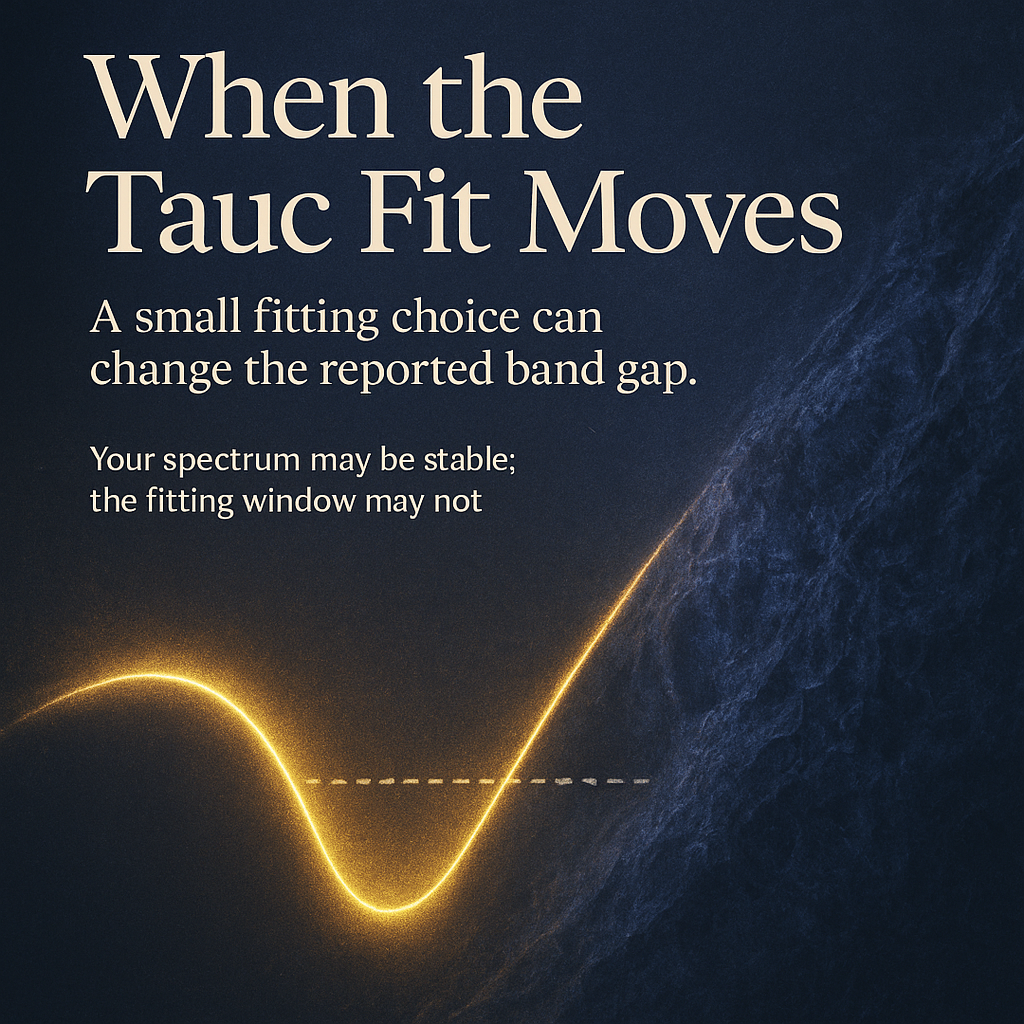 When the
Tauc Fit Moves
A small fitting choice can
change the reported band gap.
Your spectrum may be stable;
the fitting window may not